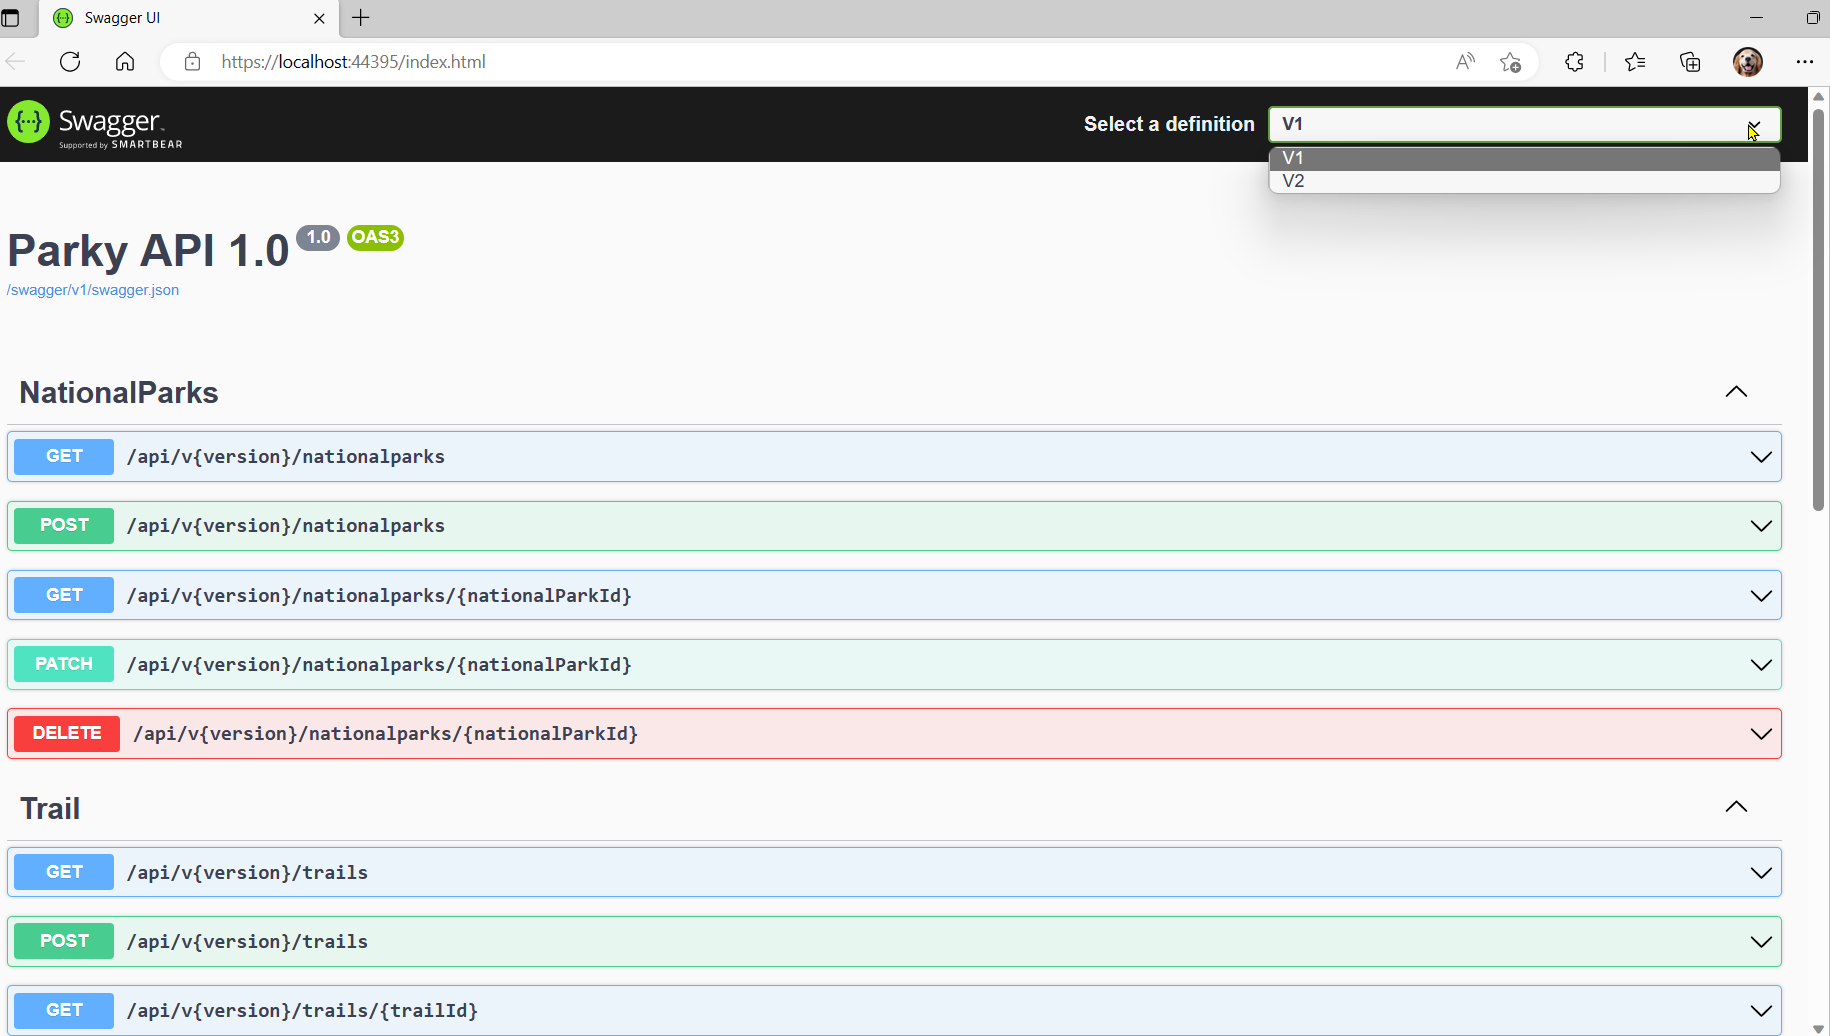 Swagger UI
https://localhost:44395/index.html
Swagger
Supported by SMARTBEAR
Select a definition
V1
V1
V2
Parky API 1.0 1.0 OAS3
/swagger/v1/swagger.json
NationalParks
GET /api/v{version}/nationalparks
POST /api/v{version}/nationalparks
GET /api/v{version}/nationalparks/{nationalParkId}
PATCH /api/v{version}/nationalparks/{nationalParkId}
DELETE /api/v{version}/nationalparks/{nationalParkId}
Trail
GET /api/v{version}/trails
POST /api/v{version}/trails
GET /api/v{version}/trails/{trailId}